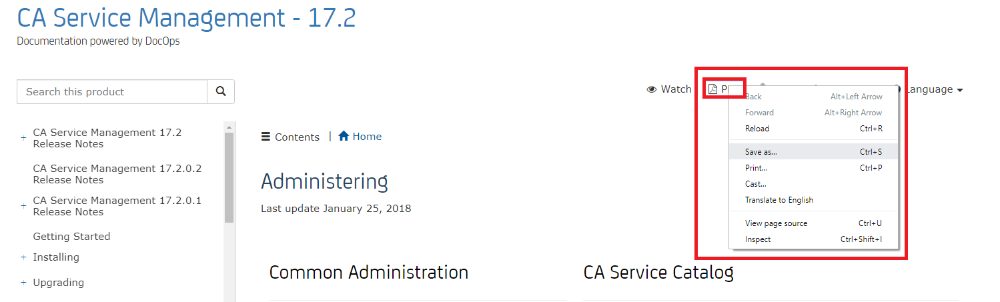 CA Service Management - 17.2
Documentation powered by DocOps
Search this product
Watch
Language
Back Alt+Left Arrow
Forward Alt+Right Arrow
Reload Ctrl+R
Save as... Ctrl+S
Print... Ctrl+P
Cast...
Translate to English
View page source Ctrl+U
Inspect Ctrl+Shift+I
+ CA Service Management 17.2
Release Notes
CA Service Management 17.2.0.2
Release Notes
+ CA Service Management 17.2.0.1
Release Notes
Getting Started
+ Installing
+ Upgrading
Contents | Home
Administering
Last update January 25, 2018
Common Administration
CA Service Catalog